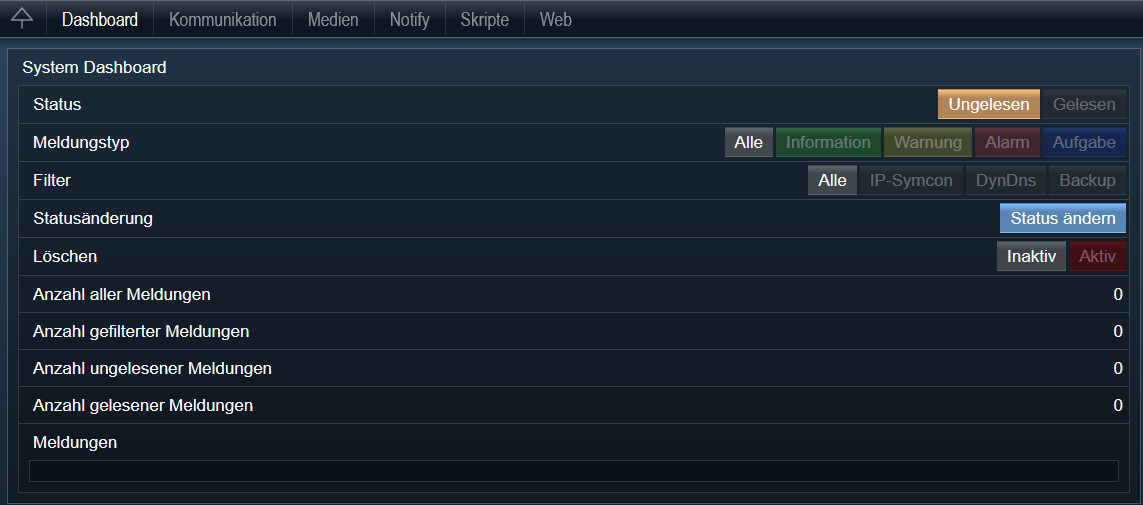 Dashboard Kommunikation Medien Notify Skripte Web
System Dashboard
Status Ungelesen Gelesen
Meldungstyp Alle Information Warnung Alarm Aufgabe
Filter Alle IP-Symcon DynDns Backup
Statusänderung Status ändern
Löschen Inaktiv Aktiv
Anzahl aller Meldungen 0
Anzahl gefilterter Meldungen 0
Anzahl ungelesener Meldungen 0
Anzahl gelesener Meldungen 0
Meldungen